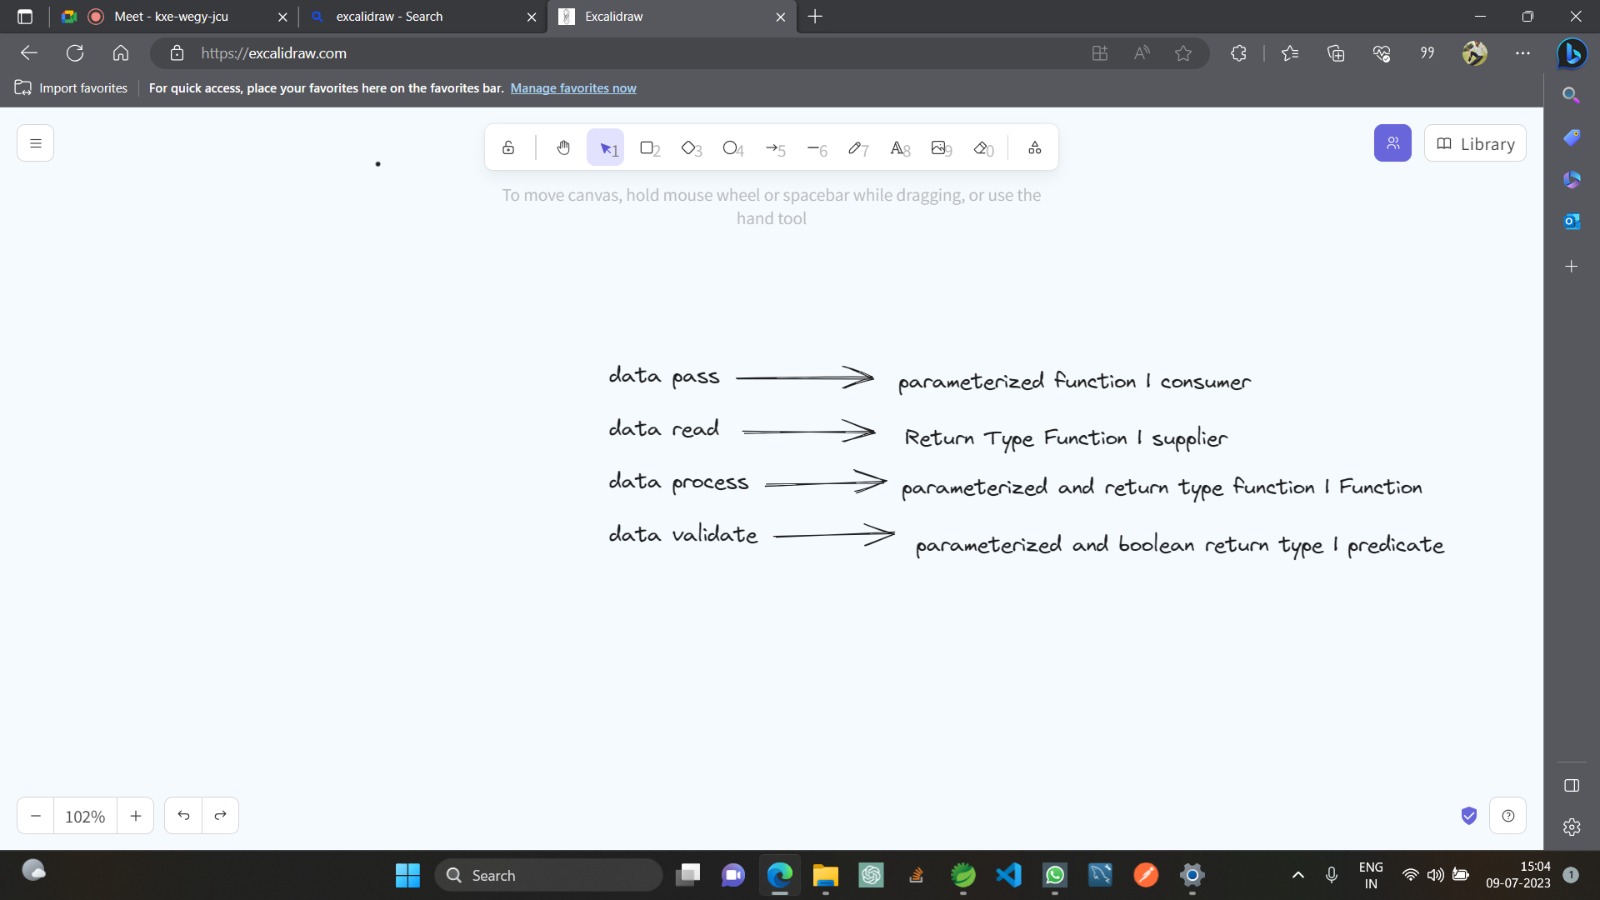 Meet - kxe-wegy-jcu
excalidraw - Search
Excalidraw
https://excalidraw.com
Import favorites
For quick access, place your favorites here on the favorites bar. Manage favorites now
1 2 3 4 5 6 7 8 9 0
Library
To move canvas, hold mouse wheel or spacebar while dragging, or use the
hand tool
data pass
parameterized function | consumer
data read
Return Type Function | supplier
data process
parameterized and return type function | Function
data validate
parameterized and boolean return type | predicate
102%
Search
ENG
IN
15:04
09-07-2023
1